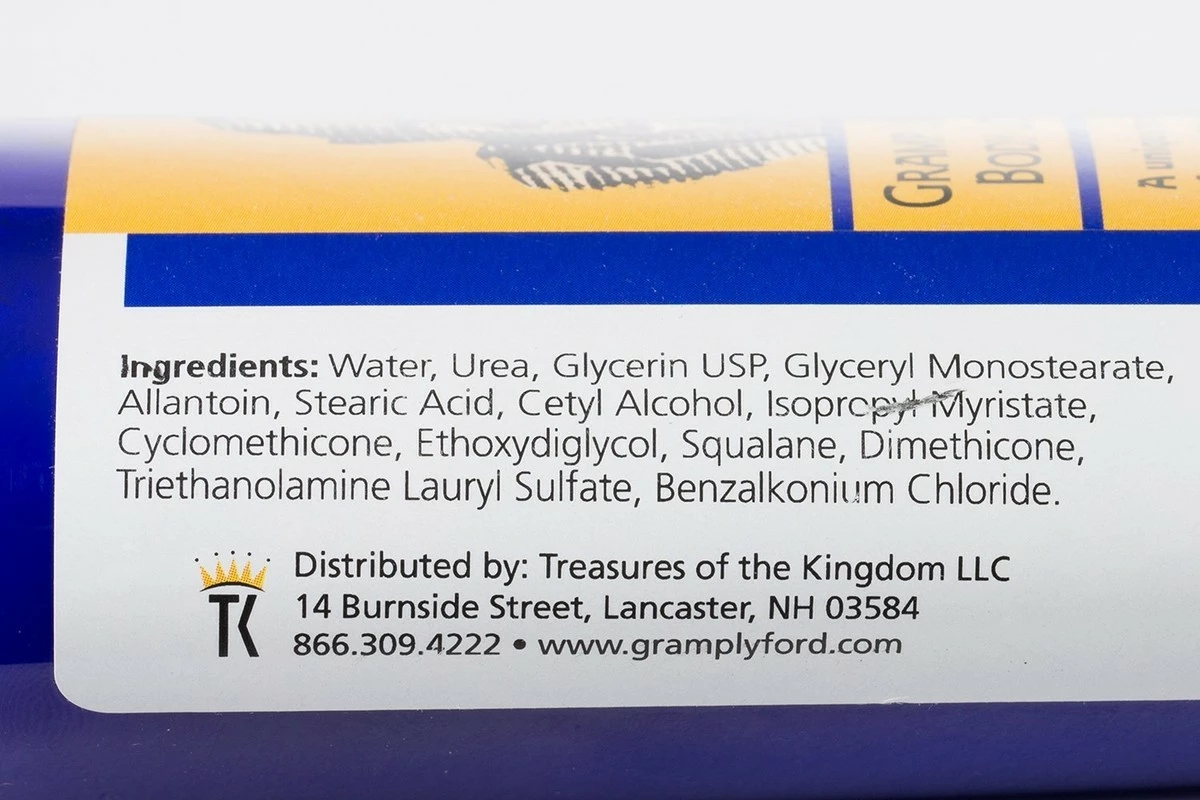 Ingredients: Water, Urea, Glycerin USP, Glyceryl Monostearate,
Allantoin, Stearic Acid, Cetyl Alcohol, Isopropyl Myristate,
Cyclomethicone, Ethoxydiglycol, Squalane, Dimethicone,
Triethanolamine Lauryl Sulfate, Benzalkonium Chloride.
TK
Distributed by: Treasures of the Kingdom LLC
14 Burnside Street, Lancaster, NH 03584
866.309.4222 • www.gramplyford.com